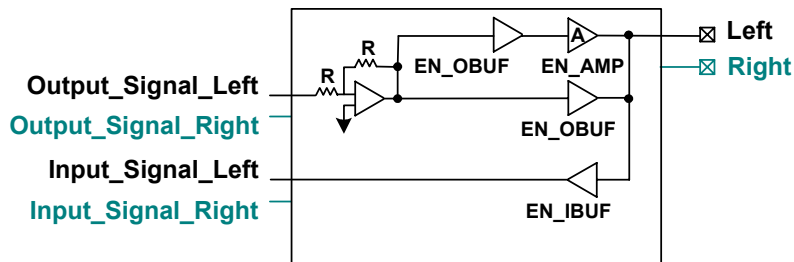 R
A
Left
R
EN_OBUF
EN_AMP
Right
Output_Signal_Left
Output_Signal_Right
EN_OBUF
Input_Signal_Left
Input_Signal_Right
EN_IBUF